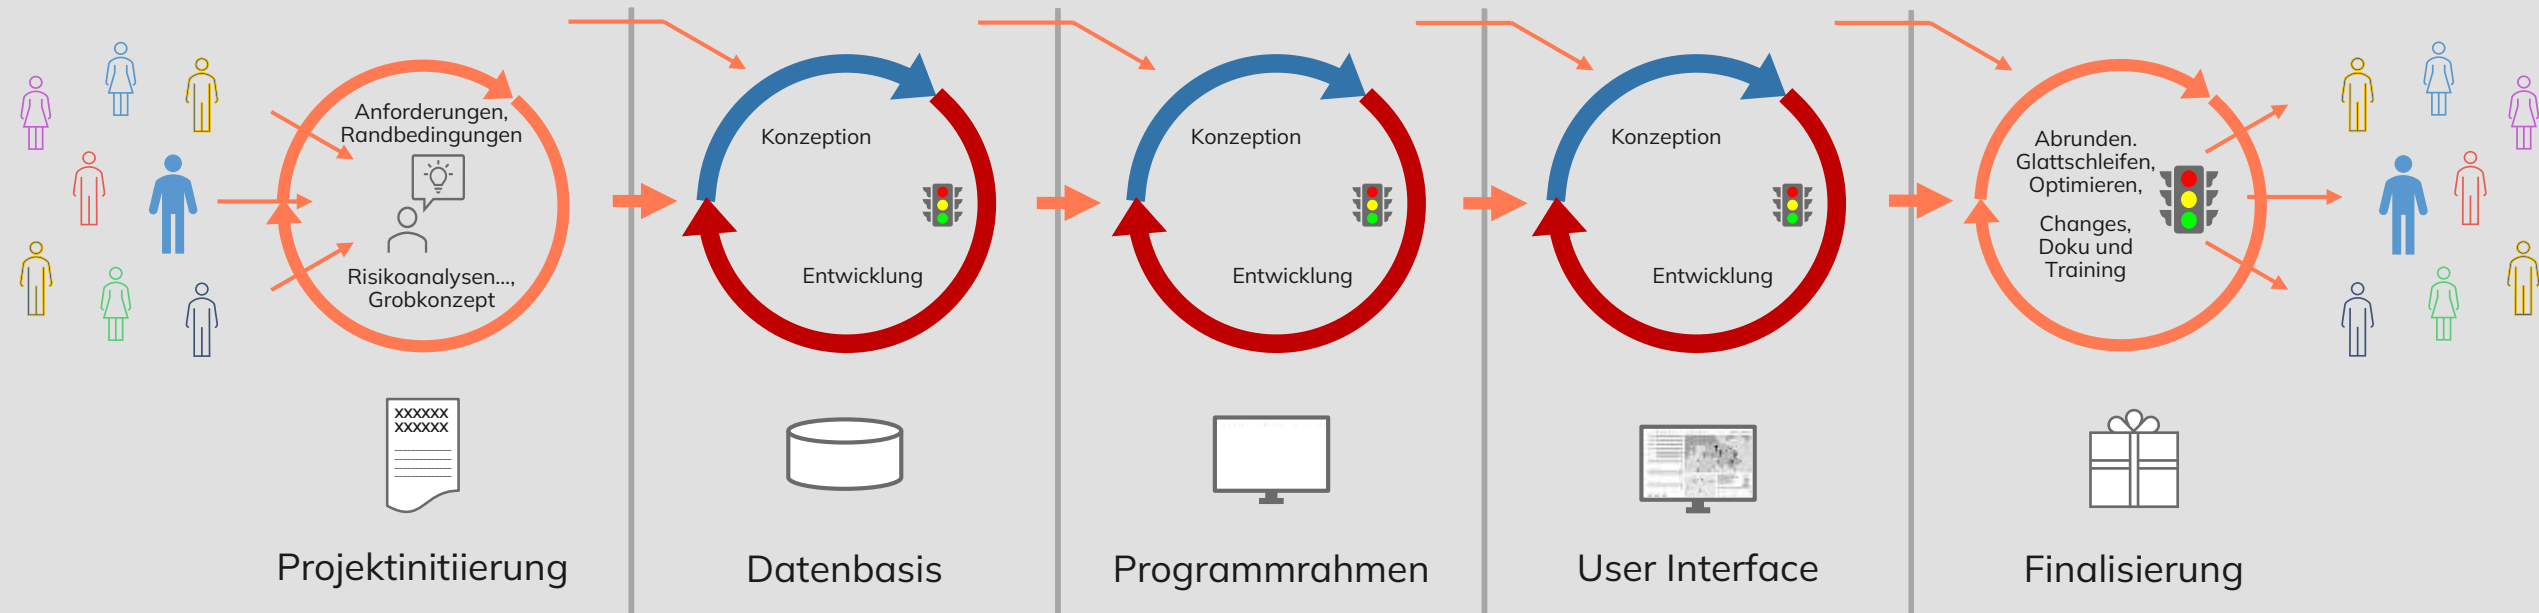 Anforderungen,
Randbedingungen
Risikoanalysen...,
Grobkonzept
XXXXXX
XXXXXX
Projektinitiierung
Konzeption
Entwicklung
Datenbasis
Konzeption
Entwicklung
Programmrahmen
Konzeption
Entwicklung
User Interface
Abrunden.
Glattschleifen,
Optimieren,
Changes,
Doku und
Training
Finalisierung